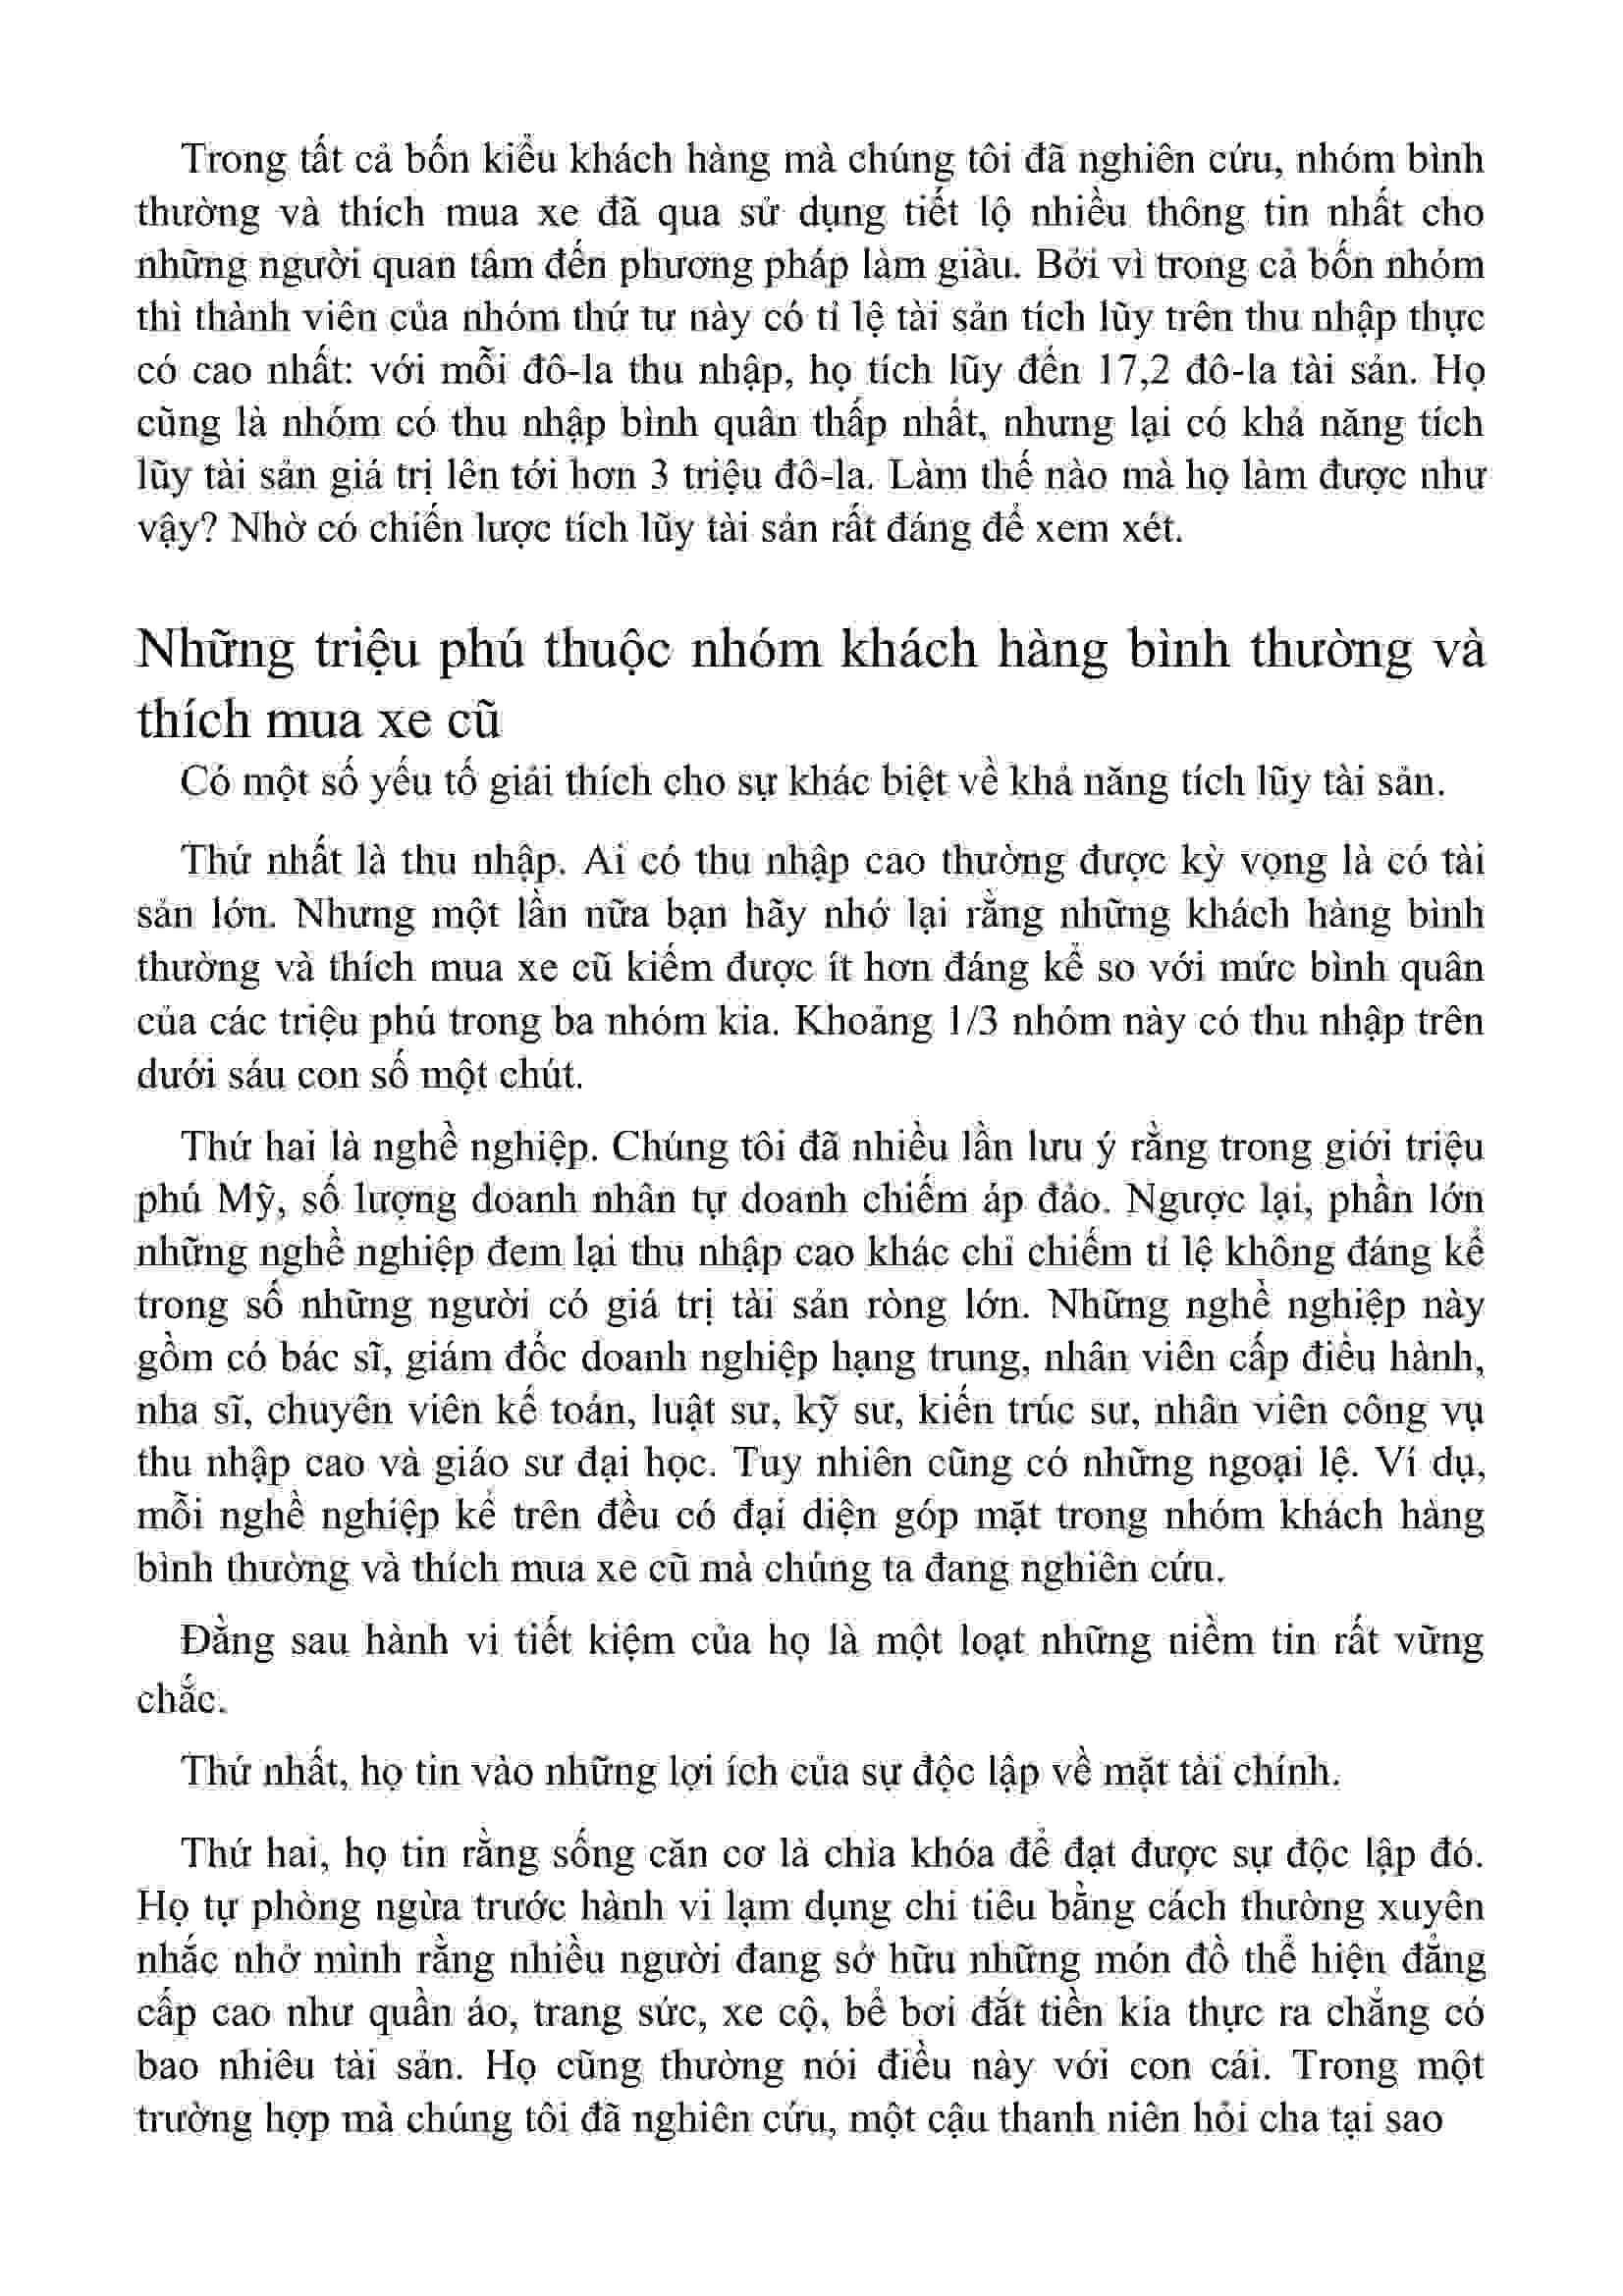 Trong tất cả bốn kiểu khách hàng mà chúng tôi đã nghiên cứu, nhóm bình
thường và thích mua xe đã qua sử dụng tiết lộ nhiều thông tin nhất cho
những người quan tâm đến phương pháp làm giàu. Bởi vì trong cả bốn nhóm
thì thành viên của nhóm thứ tự này có tỉ lệ tài sản tích lũy trên thu nhập thực
có cao nhất: với mỗi đô-la thu nhập, họ tích lũy đến 17,2 đô-la tài sản. Họ
cũng là nhóm có thu nhập bình quân thấp nhất, nhưng lại có khả năng tích
lũy tài sản giá trị lên tới hơn 3 triệu đô-la. Làm thế nào mà họ làm được như
vậy? Nhờ có chiến lược tích lũy tài sản rất đáng để xem xét.
Những triệu phú thuộc nhóm khách hàng bình thường và
thích mua xe cũ
Có một số yếu tố giải thích cho sự khác biệt về khả năng tích lũy tài sản.
Thứ nhất là thu nhập. Ai có thu nhập cao thường được kỳ vọng là có tài
sản lớn. Nhưng một lần nữa bạn hãy nhớ lại rằng những khách hàng bình
thường và thích mua xe cũ kiếm được ít hơn đáng kể so với mức bình quân
của các triệu phú trong ba nhóm kia. Khoảng 1/3 nhóm này có thu nhập trên
dưới sáu con số một chút.
Thứ hai là nghề nghiệp. Chúng tôi đã nhiều lần lưu ý rằng trong giới triệu
phú Mỹ, số lượng doanh nhân tự doanh chiếm áp đảo. Ngược lại, phần lớn
những nghề nghiệp đem lại thu nhập cao khác chỉ chiếm tỉ lệ không đáng kể
trong số những người có giá trị tài sản ròng lớn. Những nghề nghiệp này
gồm có bác sĩ, giám đốc doanh nghiệp hạng trung, nhân viên cấp điều hành,
nha sĩ, chuyên viên kế toán, luật sư, kỹ sư, kiến trúc sư, nhân viên công vụ
thu nhập cao và giáo sư đại học. Tuy nhiên cũng có những ngoại lệ. Ví dụ,
mỗi nghề nghiệp kể trên đều có đại diện góp mặt trong nhóm khách hàng
bình thường và thích mua xe cũ mà chúng ta đang nghiên cứu.
Đằng sau hành vi tiết kiệm của họ là một loạt những niềm tin rất vững
chắc.
Thứ nhất, họ tin vào những lợi ích của sự độc lập về mặt tài chính.
Thứ hai, họ tin rằng sống căn cơ là chìa khóa để đạt được sự độc lập đó.
Họ tự phòng ngừa trước hành vi lạm dụng chi tiêu bằng cách thường xuyên
nhắc nhở mình rằng nhiều người đang sở hữu những món đồ thể hiện đẳng
cấp cao như quần áo, trang sức, xe cộ, bể bơi đắt tiền kia thực ra chẳng có
bao nhiêu tài sản. Họ cũng thường nói điều này với con cái. Trong một
trường hợp mà chúng tôi đã nghiên cứu, một cậu thanh niên hỏi cha tại sao